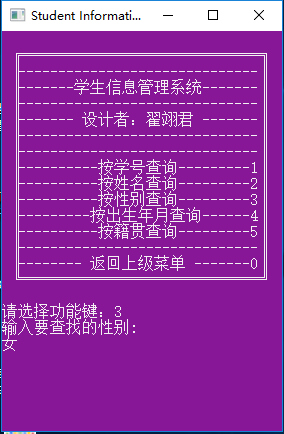 Student Informati...
-------学生信息管理系统-------
------- 设计者：翟翊君 -------
---------按学号查询---------1
---------按姓名查询---------2
---------按性别查询---------3
--------按出生年月查询------4
---------按籍贯查询---------5
-------- 返回上级菜单 -------0
请选择功能键：3
输入要查找的性别:
女